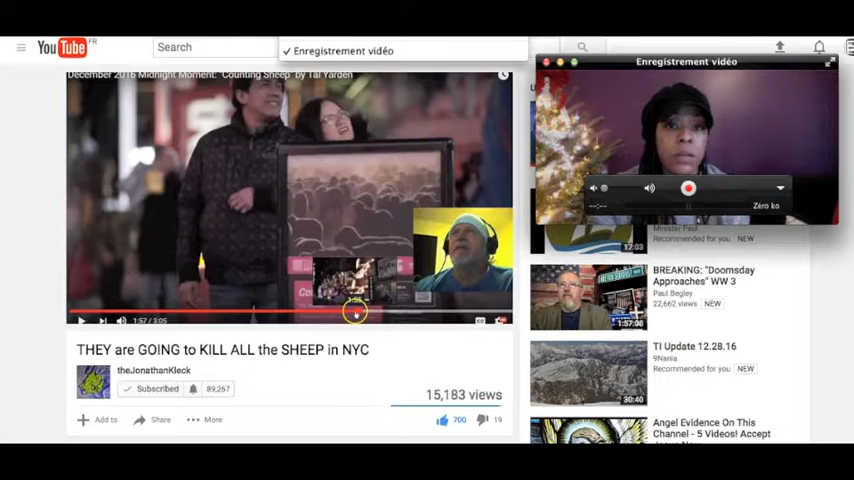 YouTube FR
Search
✓ Enregistrement vidéo
Enregistrement vidéo
December 2016 Midnight Moment: "Counting Sheep" by Tal Yarden
Zéro ko
--:--
1:55
1:57 / 3:05
THEY are GOING to KILL ALL the SHEEP in NYC
theJonathanKleck
Subscribed 89,267
15,183 views
Add to Share More
700 19
Minister Paul
Recommended for you NEW
17:03
BREAKING: "Doomsday
Approaches" WW 3
Paul Begley
22,662 views NEW
1:57:08
TI Update 12.28.16
9Nania
Recommended for you NEW
30:40
Angel Evidence On This
Channel - 5 Videos! Accept